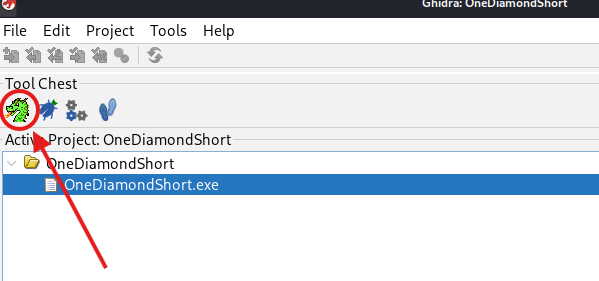 Ghidra: OneDiamondShort
File Edit Project Tools Help
Tool Chest
Active Project: OneDiamondShort
OneDiamondShort
OneDiamondShort.exe